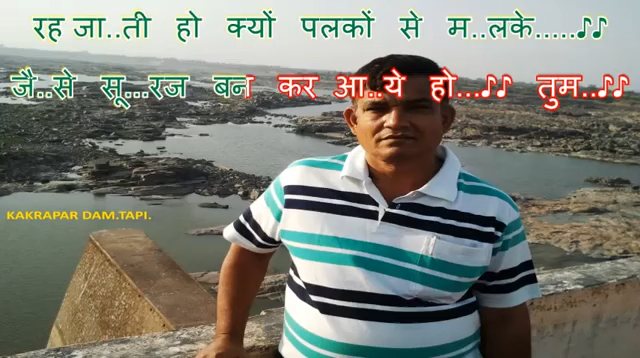 रह जा..ती हो क्यों पलकों से म..लके.....♪♪
जै..से सू...रज बन कर आ..ये हो...♪♪ तुम..♪♪
KAKRAPAR DAM.TAPI.